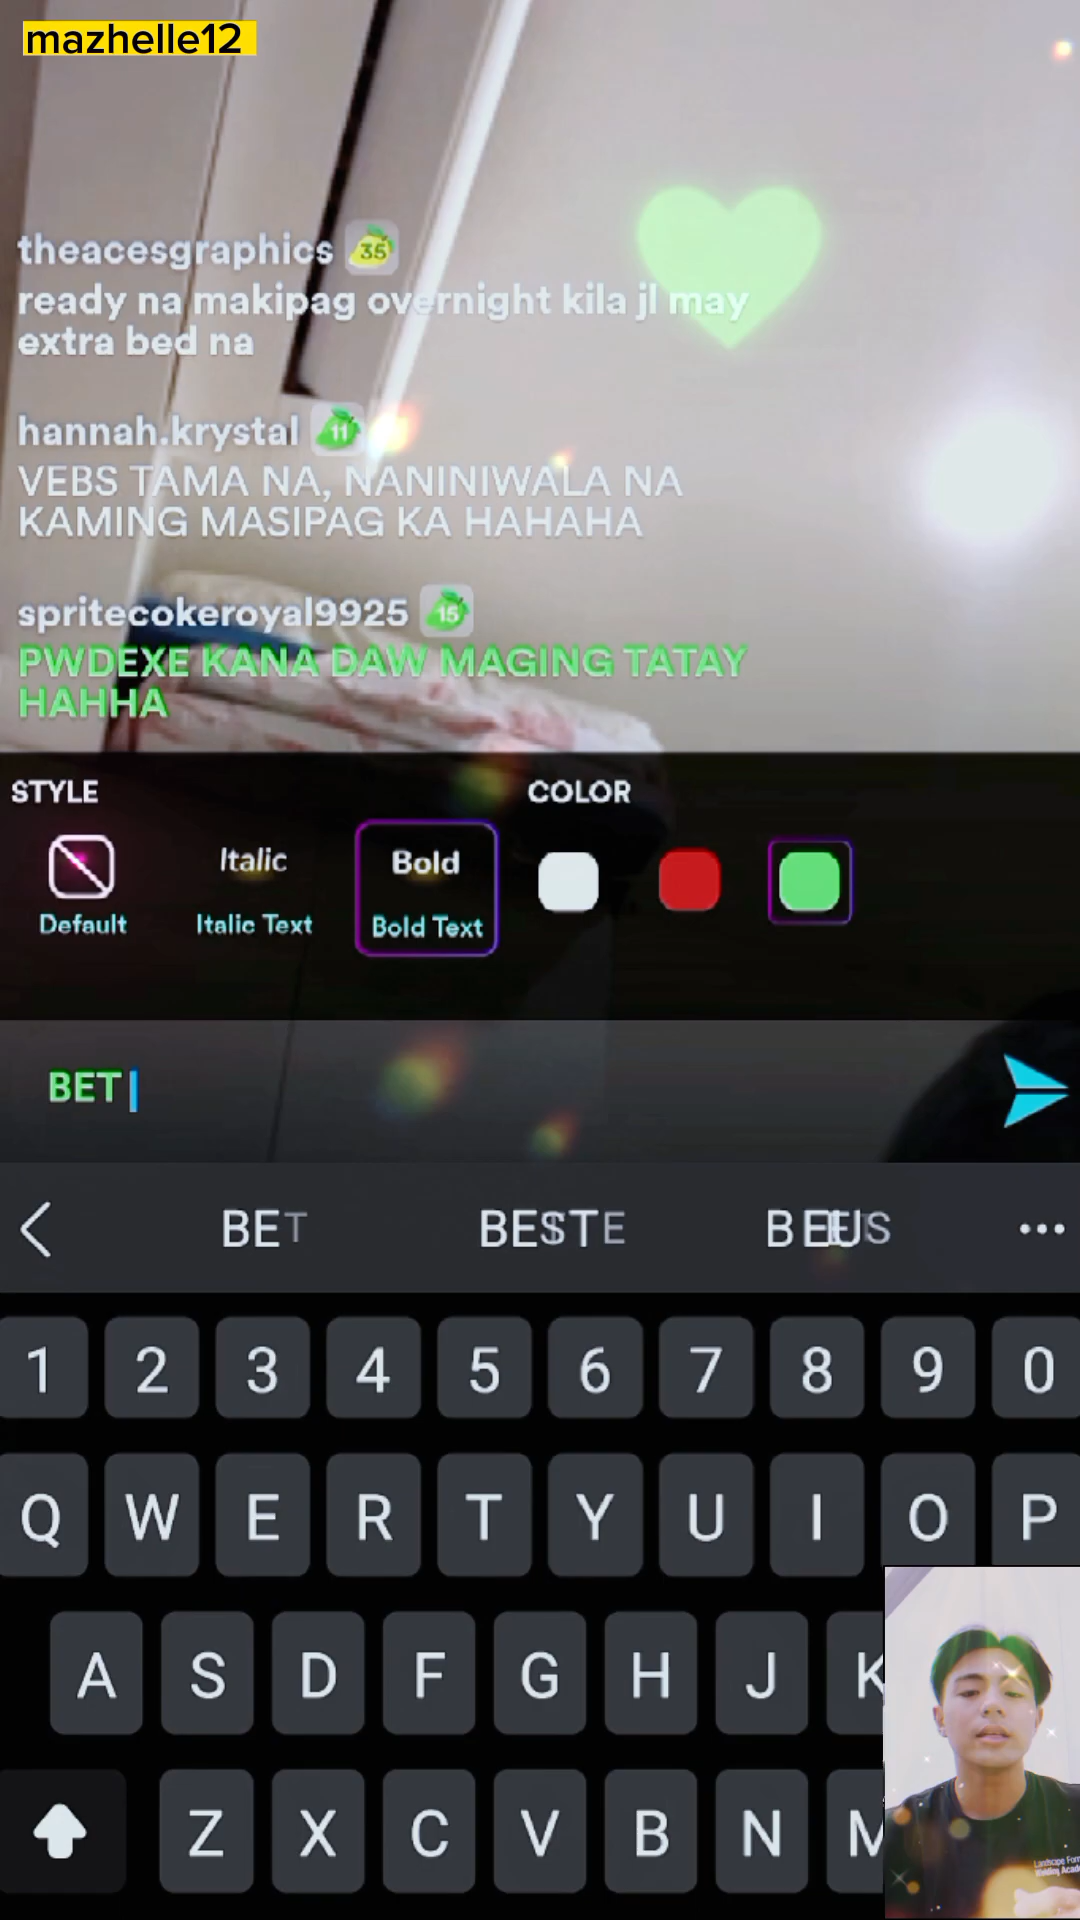 mazhelle12
theacesgraphics 35
ready na makipag overnight kila jl may
extra bed na
hannah.krystal 11
VEBS TAMA NA, NANINIWALA NA
KAMING MASIPAG KA HAHAHA
spritecokeroyal9925 15
PWDEXE KANA DAW MAGING TATAY
HAHHA
STYLE COLOR
Italic Bold
Default Italic Text Bold Text
BET
BET
1 2 3 4 5 6 7 8 9 0
Q W E R T Y U I O P
A S D F G H J K
Z X C V B N M